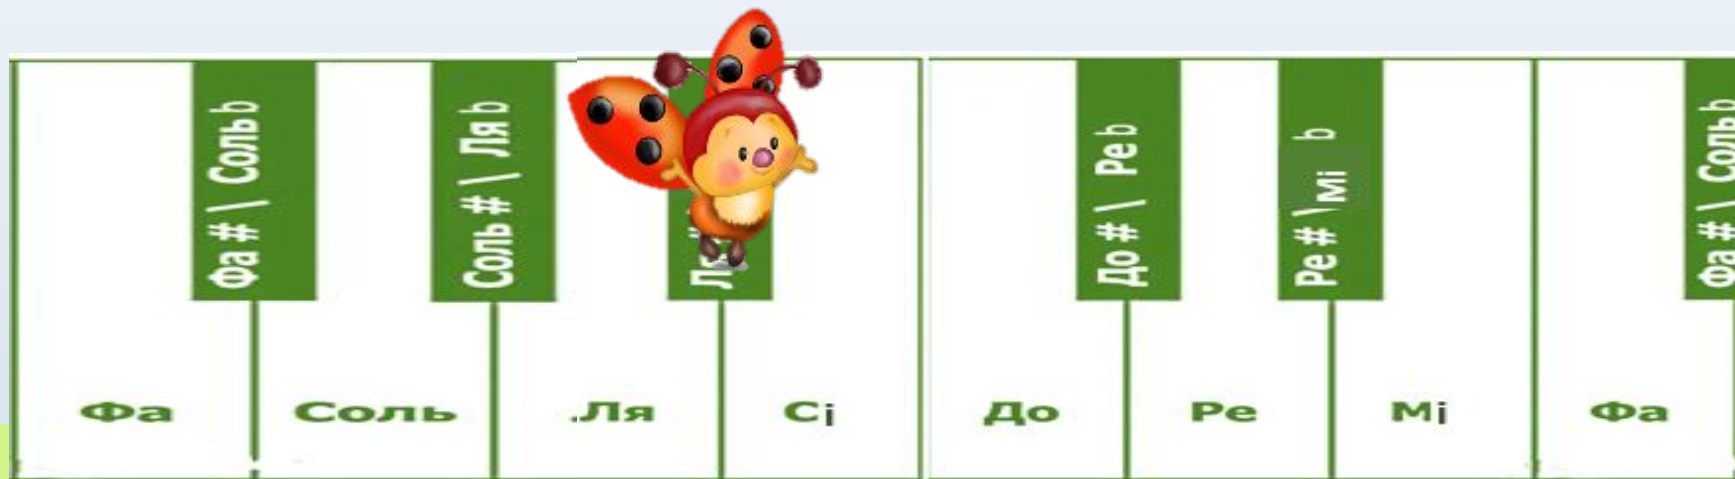 Фа # \ Соль b
Соль # \ Ля b
До # \ Ре b
Ре # \ Мі b
Фа # \ Соль b
Фа Соль Ля Сі До Ре Мі Фа